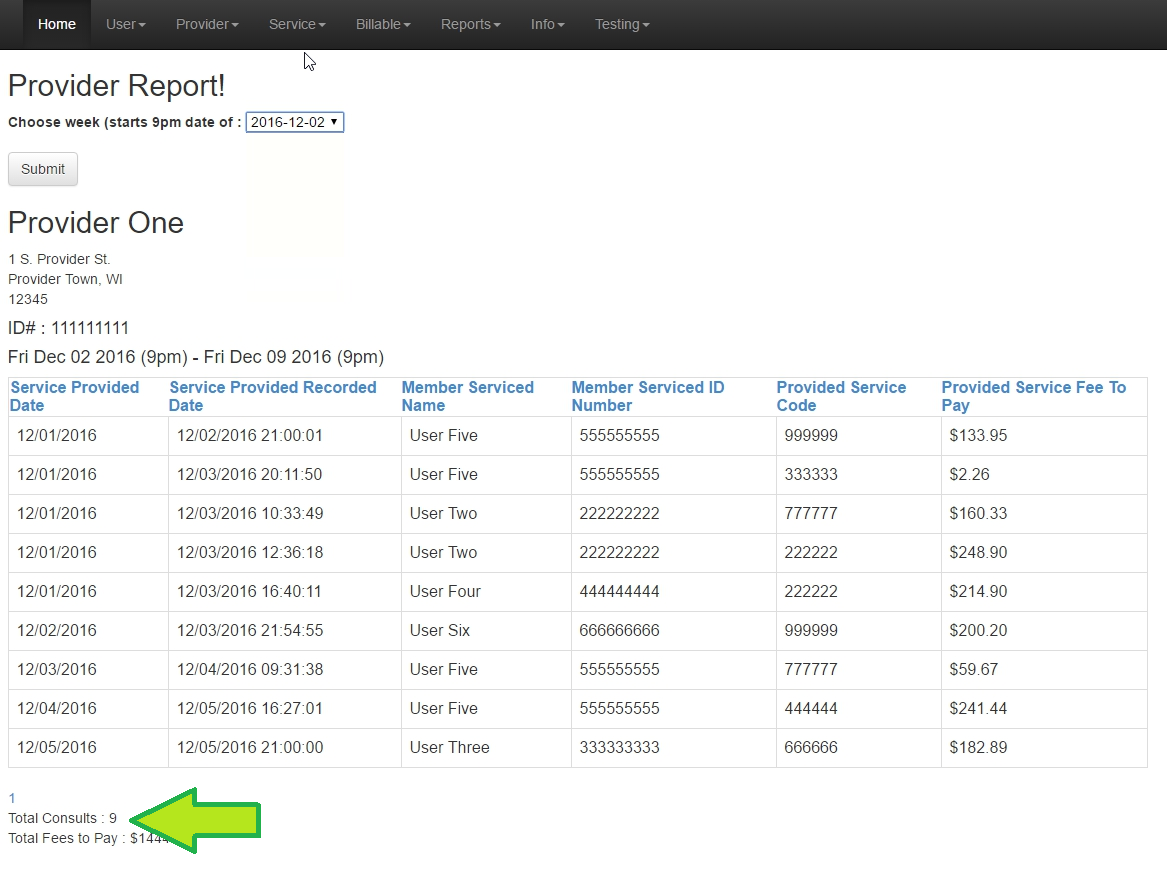 Home User Provider Service Billable Reports Info Testing
Provider Report!
Choose week (starts 9pm date of : 2016-12-02
Submit
Provider One
1 S. Provider St.
Provider Town, WI
12345
ID# : 111111111
Fri Dec 02 2016 (9pm) - Fri Dec 09 2016 (9pm)
Service Provided Date Service Provided Recorded Date Member Serviced Name Member Serviced ID Number Provided Service Code Provided Service Fee To Pay
12/01/2016 12/02/2016 21:00:01 User Five 555555555 999999 $133.95
12/01/2016 12/03/2016 20:11:50 User Five 555555555 333333 $2.26
12/01/2016 12/03/2016 10:33:49 User Two 222222222 777777 $160.33
12/01/2016 12/03/2016 12:36:18 User Two 222222222 222222 $248.90
12/01/2016 12/03/2016 16:40:11 User Four 444444444 222222 $214.90
12/02/2016 12/03/2016 21:54:55 User Six 666666666 999999 $200.20
12/03/2016 12/04/2016 09:31:38 User Five 555555555 777777 $59.67
12/04/2016 12/05/2016 16:27:01 User Five 555555555 444444 $241.44
12/05/2016 12/05/2016 21:00:00 User Three 333333333 666666 $182.89
1
Total Consults : 9
Total Fees to Pay :